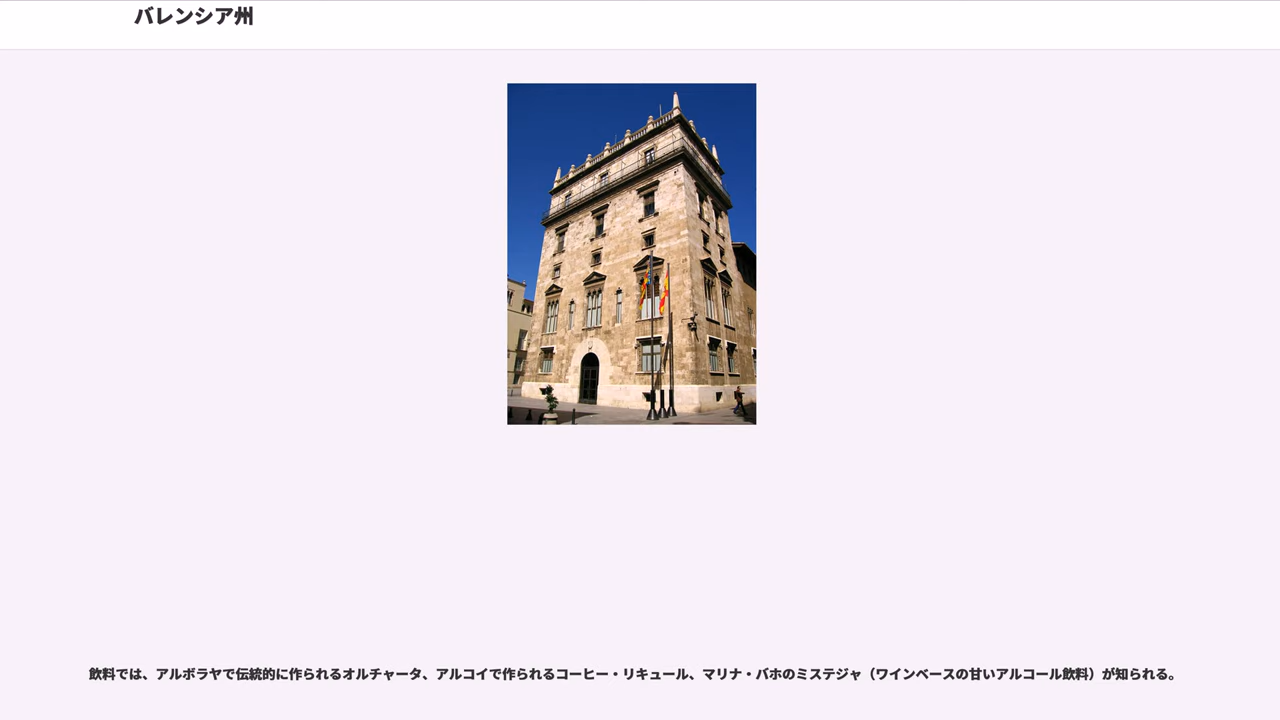 バレンシア州
飲料では、アルボラヤで伝統的に作られるオルチャータ、アルコイで作られるコーヒー・リキュール、マリナ・バホのミステジャ（ワインベースの甘いアルコール飲料）が知られる。